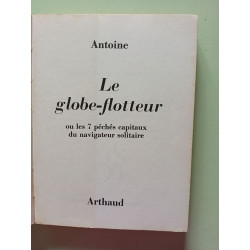 Antoine
Le
globe-flotteur
ou les 7 péchés capitaux
du navigateur solitaire
Arthaud